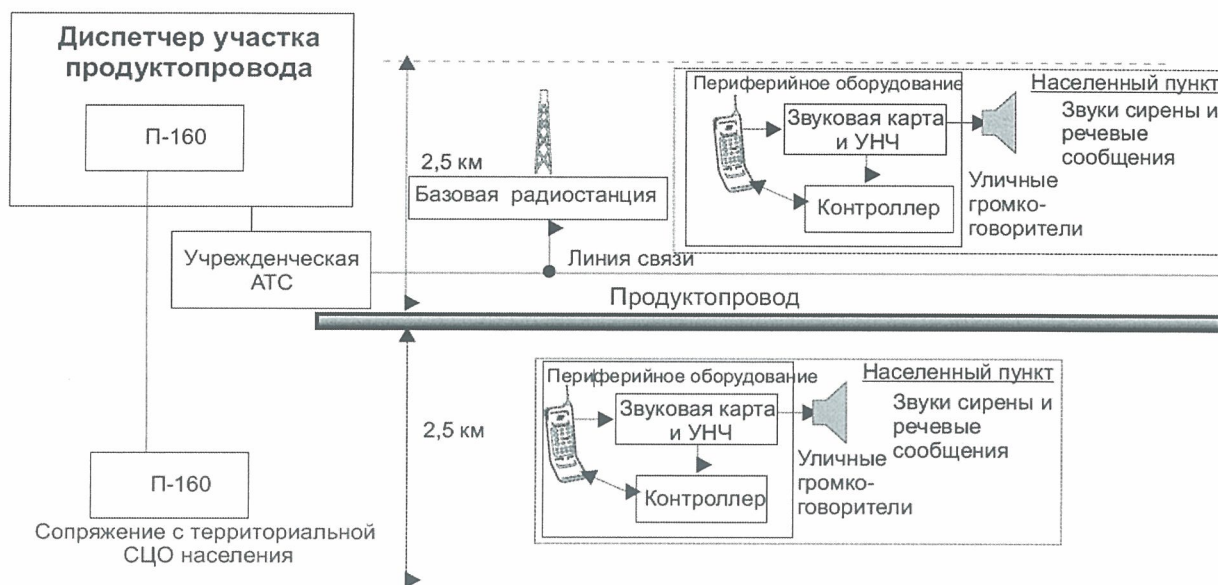 Диспетчер участка
продуктопровода
П-160
Учрежденческая
АТС
П-160
Сопряжение с территориальной
СЦО населения
2,5 км
Базовая радиостанция
Линия связи
Продуктопровод
2,5 км
Периферийное оборудование
Звуковая карта
и УНЧ
Контроллер
Населенный пункт
Звуки сирены и
речевые
сообщения
Уличные
громко-
говорители
Периферийное оборудование
Звуковая карта
и УНЧ
Контроллер
Населенный пункт
Звуки сирены и
речевые
сообщения
Уличные
громко-
говорители